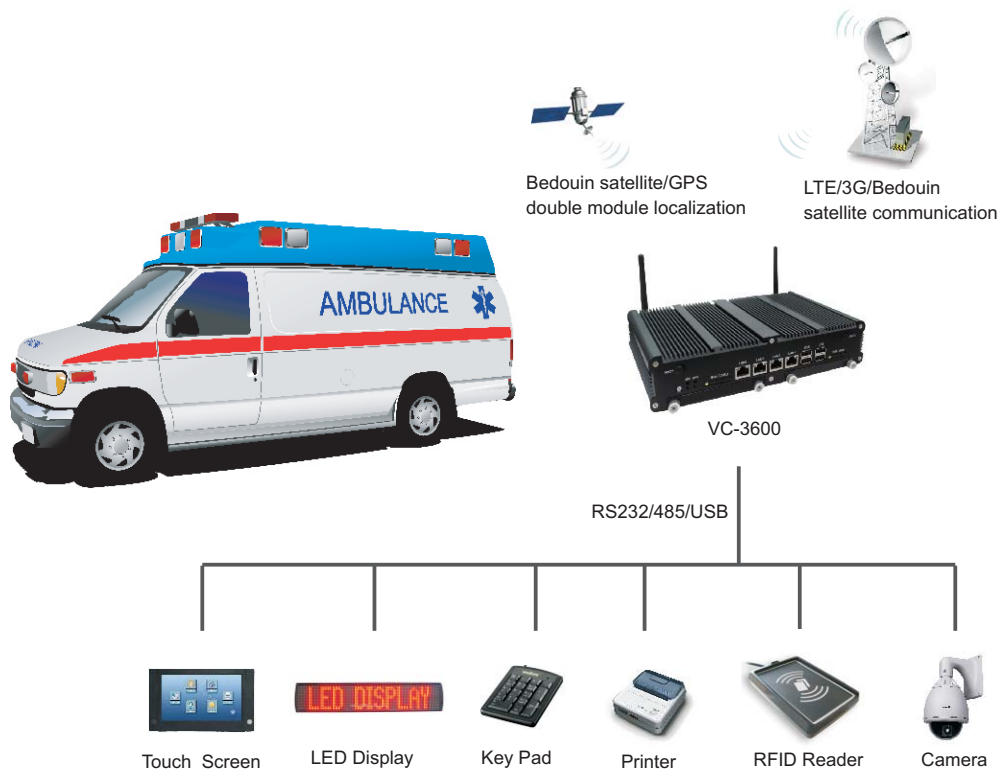 Bedouin satellite/GPS
double module localization
LTE/3G/Bedouin
satellite communication
AMBULANCE
VC-3600
RS232/485/USB
LED DISPLAY
Touch Screen
LED Display
Key Pad
Printer
RFID Reader
Camera